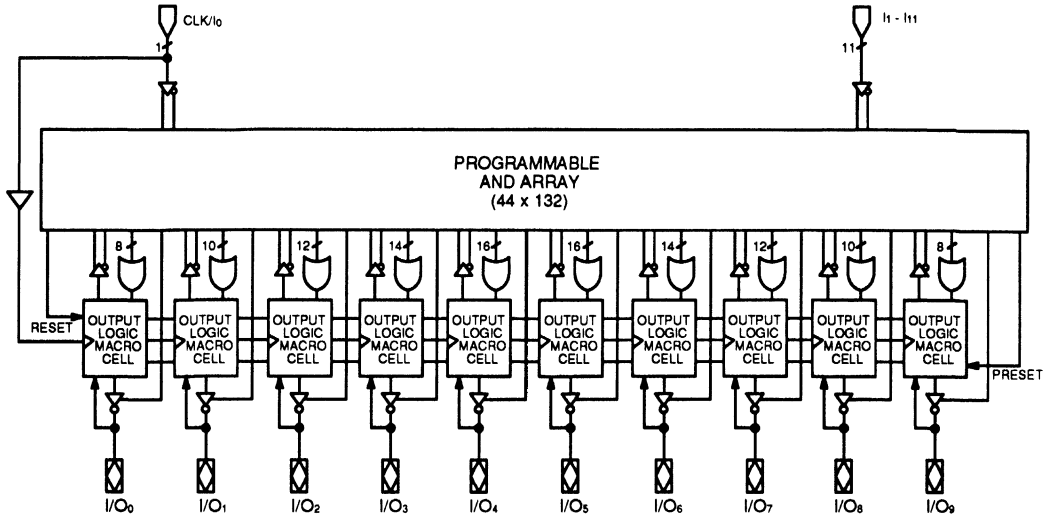 CLK/I₀
I₁ - I₁₁
1
11
PROGRAMMABLE
AND ARRAY
(44 x 132)
8
10
12
14
16
16
14
12
10
8
RESET
OUTPUT
LOGIC
MACRO
CELL
OUTPUT
LOGIC
MACRO
CELL
OUTPUT
LOGIC
MACRO
CELL
OUTPUT
LOGIC
MACRO
CELL
OUTPUT
LOGIC
MACRO
CELL
OUTPUT
LOGIC
MACRO
CELL
OUTPUT
LOGIC
MACRO
CELL
OUTPUT
LOGIC
MACRO
CELL
OUTPUT
LOGIC
MACRO
CELL
OUTPUT
LOGIC
MACRO
CELL
PRESET
I/O₀
I/O₁
I/O₂
I/O₃
I/O₄
I/O₅
I/O₆
I/O₇
I/O₈
I/O₉